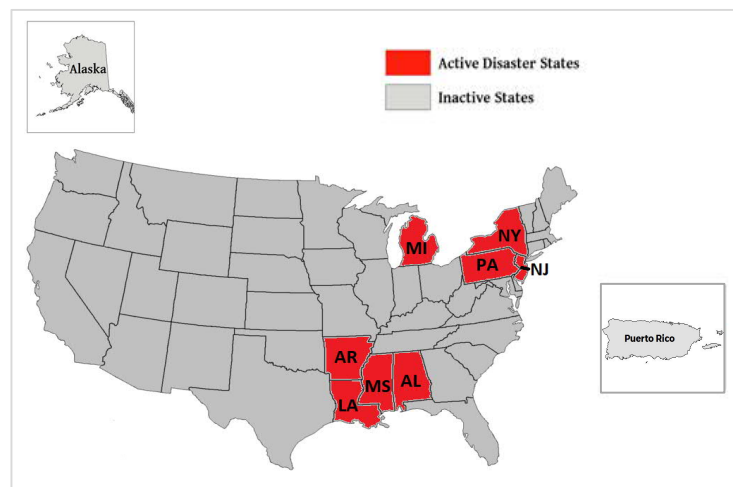 Alaska
Active Disaster States
Inactive States
MI
NY
PA
NJ
Puerto Rico
AR
MS
AL
LA